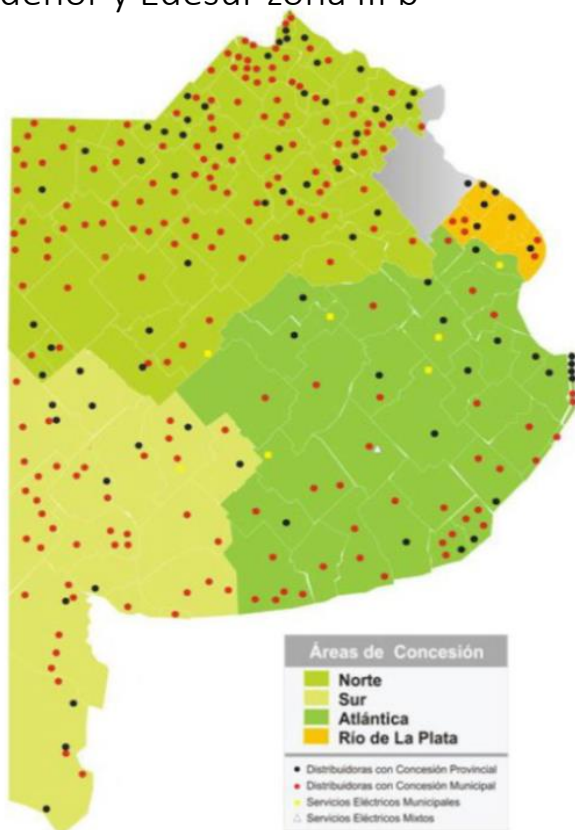 denor y Edesur zona III b
Áreas de Concesión
Norte
Sur
Atlántica
Río de La Plata
Distribuidoras con Concesión Provincial
Distribuidoras con Concesión Municipal
Servicios Eléctricos Municipales
Servicios Eléctricos Mixtos